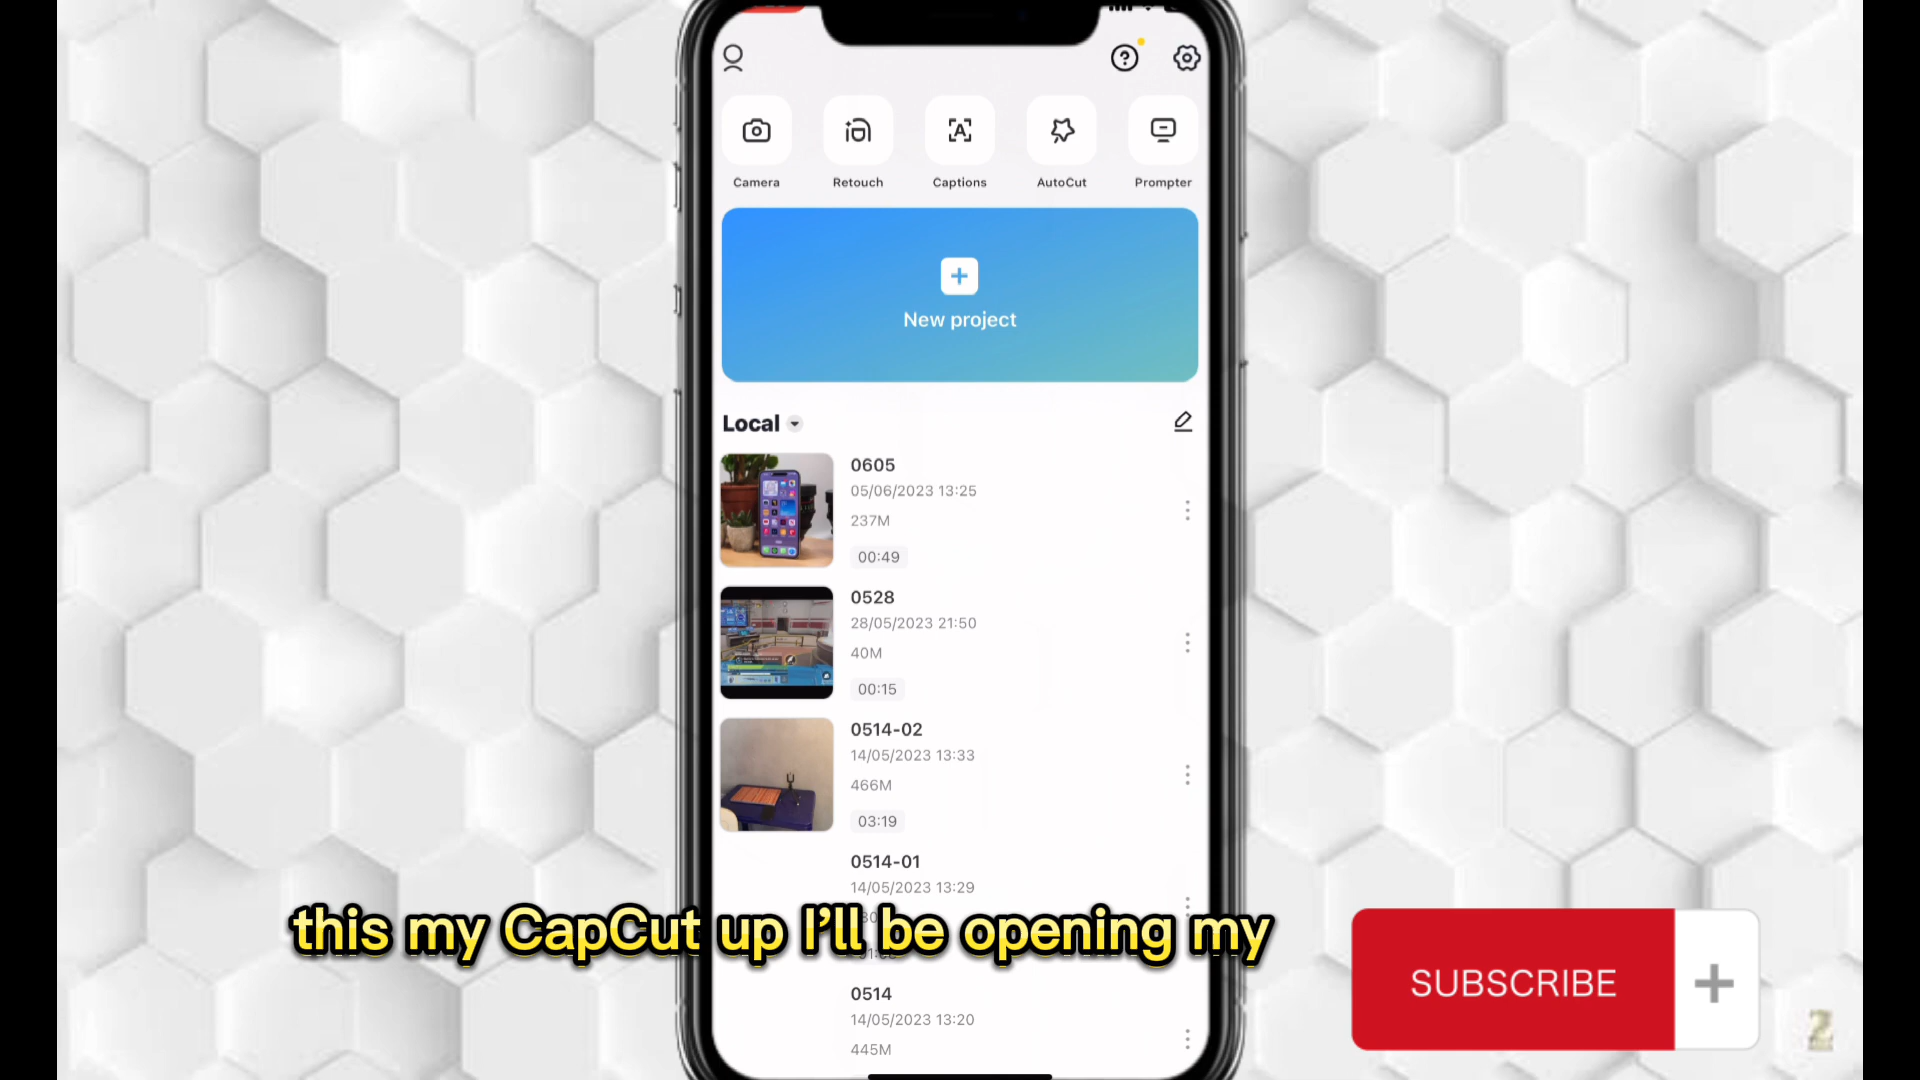 Camera
Retouch
Captions
AutoCut
Prompter
New project
Local
0605
05/06/2023 13:25
237M
00:49
0528
28/05/2023 21:50
40M
00:15
0514-02
14/05/2023 13:33
466M
03:19
0514-01
14/05/2023 13:29
this my CapCut up I'll be opening my
0514
14/05/2023 13:20
445M
SUBSCRIBE